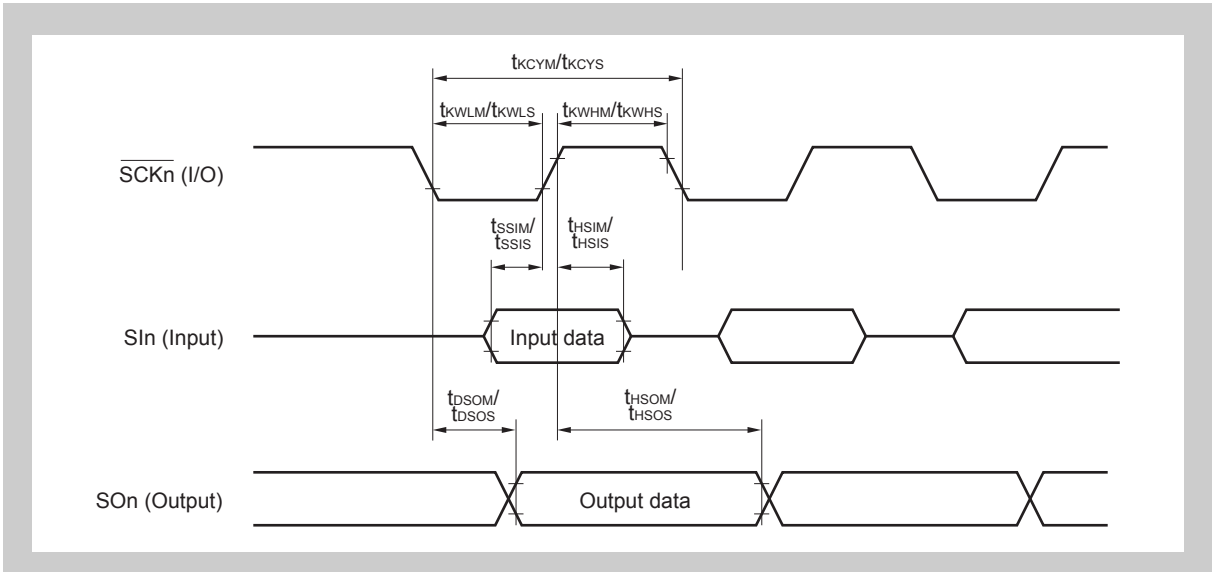 tKCYM/tKCYS
tKWLM/tKWLS tKWHM/tKWHS
SCKn (I/O)
tSSIM/
tSSIS
tHSIM/
tHSIS
SIn (Input)
Input data
tDSOM/
tDSOS
tHSOM/
tHSOS
SOn (Output)
Output data